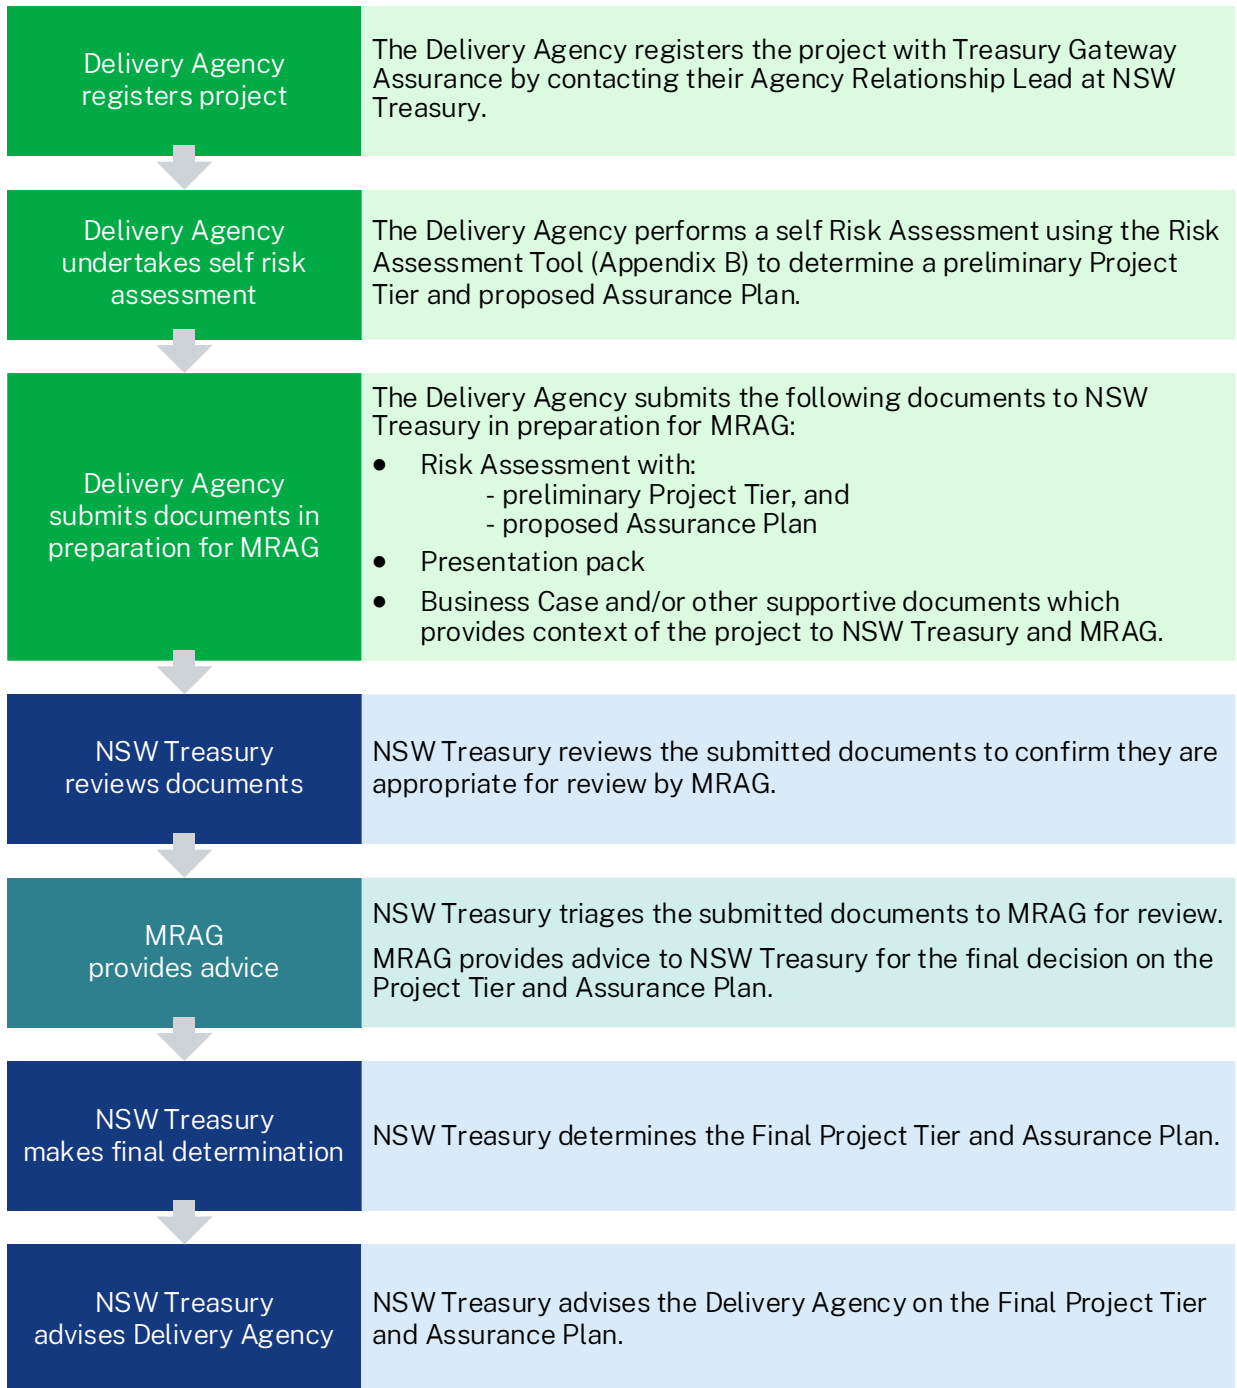 Delivery Agency
registers project
The Delivery Agency registers the project with Treasury Gateway
Assurance by contacting their Agency Relationship Lead at NSW
Treasury.
Delivery Agency
undertakes self risk
assessment
The Delivery Agency performs a self Risk Assessment using the Risk
Assessment Tool (Appendix B) to determine a preliminary Project
Tier and proposed Assurance Plan.
Delivery Agency
submits documents in
preparation for MRAG
The Delivery Agency submits the following documents to NSW
Treasury in preparation for MRAG:
● Risk Assessment with:
- preliminary Project Tier, and
- proposed Assurance Plan
● Presentation pack
● Business Case and/or other supportive documents which
provides context of the project to NSW Treasury and MRAG.
NSW Treasury
reviews documents
NSW Treasury reviews the submitted documents to confirm they are
appropriate for review by MRAG.
MRAG
provides advice
NSW Treasury triages the submitted documents to MRAG for review.
MRAG provides advice to NSW Treasury for the final decision on the
Project Tier and Assurance Plan.
NSW Treasury
makes final determination
NSW Treasury determines the Final Project Tier and Assurance Plan.
NSW Treasury
advises Delivery Agency
NSW Treasury advises the Delivery Agency on the Final Project Tier
and Assurance Plan.